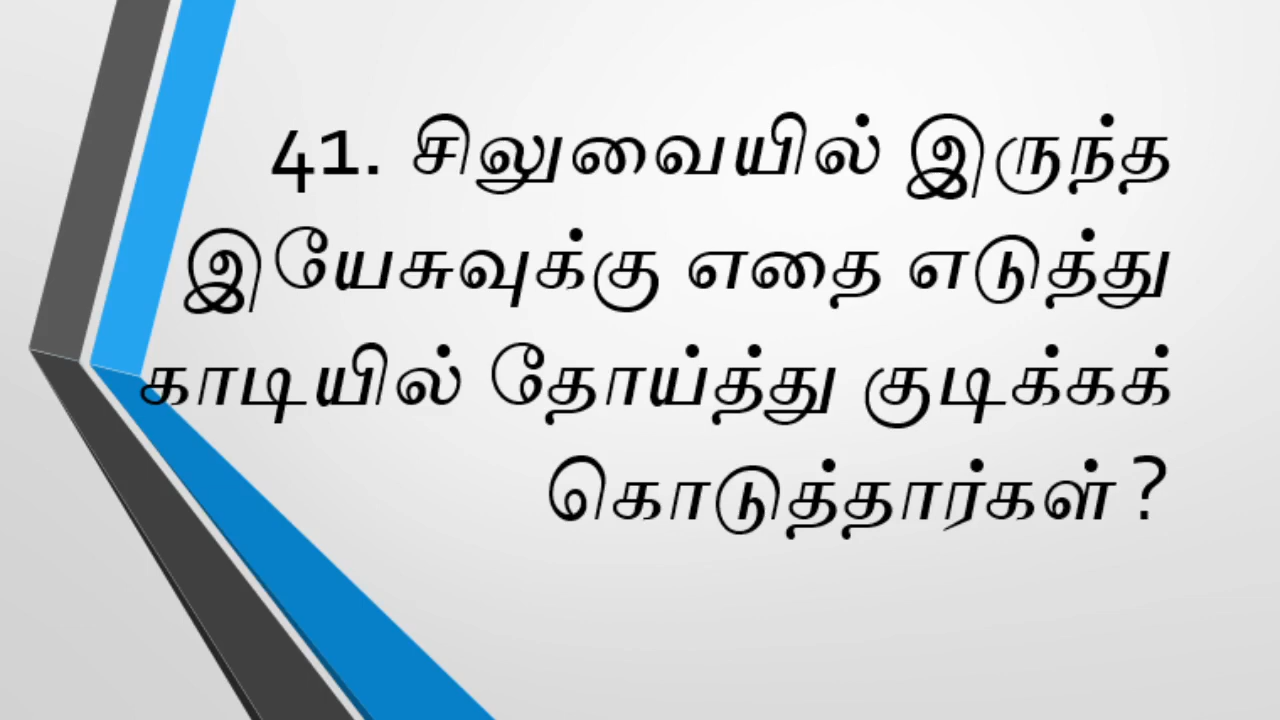 41. சிலுவையில் இருந்த
இயேசுவுக்கு எதை எடுத்து
காடியில் தோய்த்து குடிக்கக்
கொடுத்தார்கள் ?